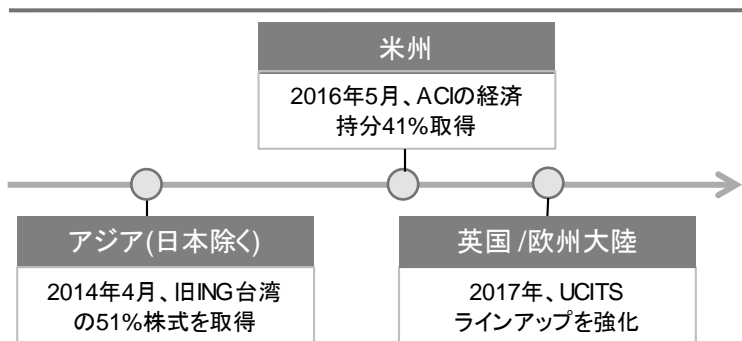 米州
2016年5月、ACIの経済
持分41%取得
アジア(日本除く)
2014年4月、旧ING台湾
の51%株式を取得
英国/欧州大陸
2017年、UCITS
ラインアップを強化